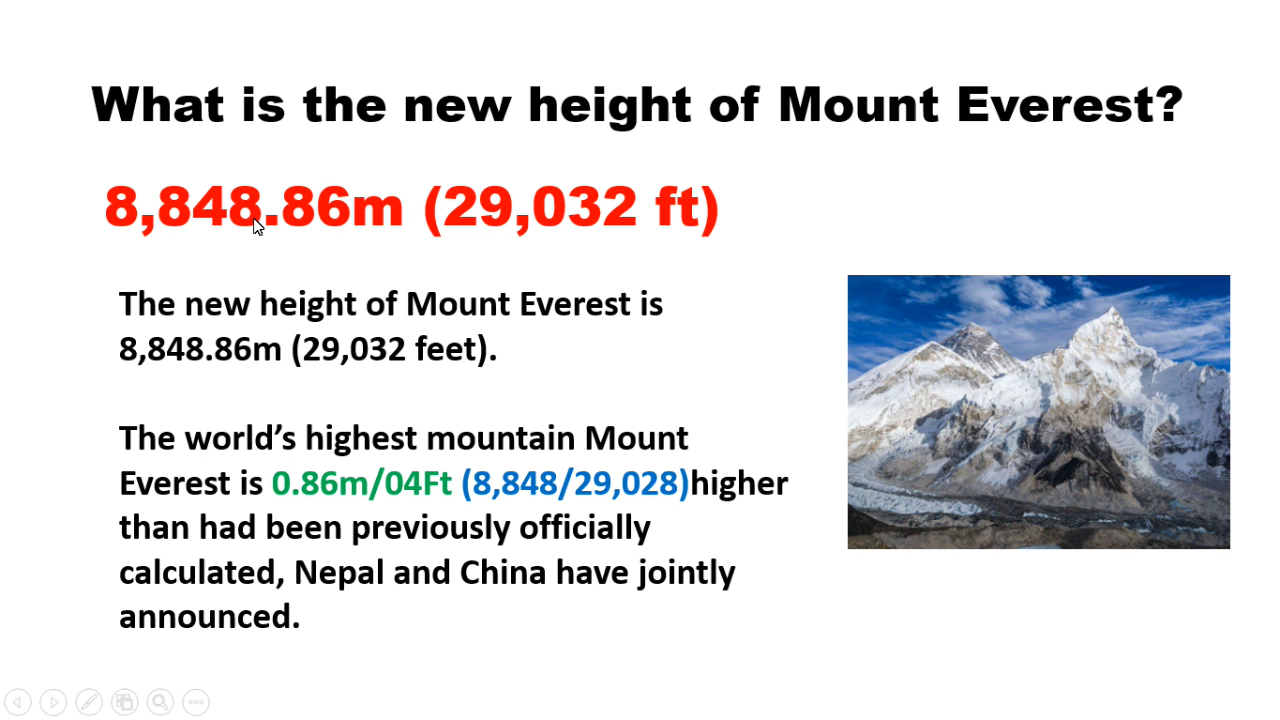 What is the new height of Mount Everest?
8,848.86m (29,032 ft)
The new height of Mount Everest is
8,848.86m (29,032 feet).
The world’s highest mountain Mount
Everest is 0.86m/04Ft (8,848/29,028)higher
than had been previously officially
calculated, Nepal and China have jointly
announced.